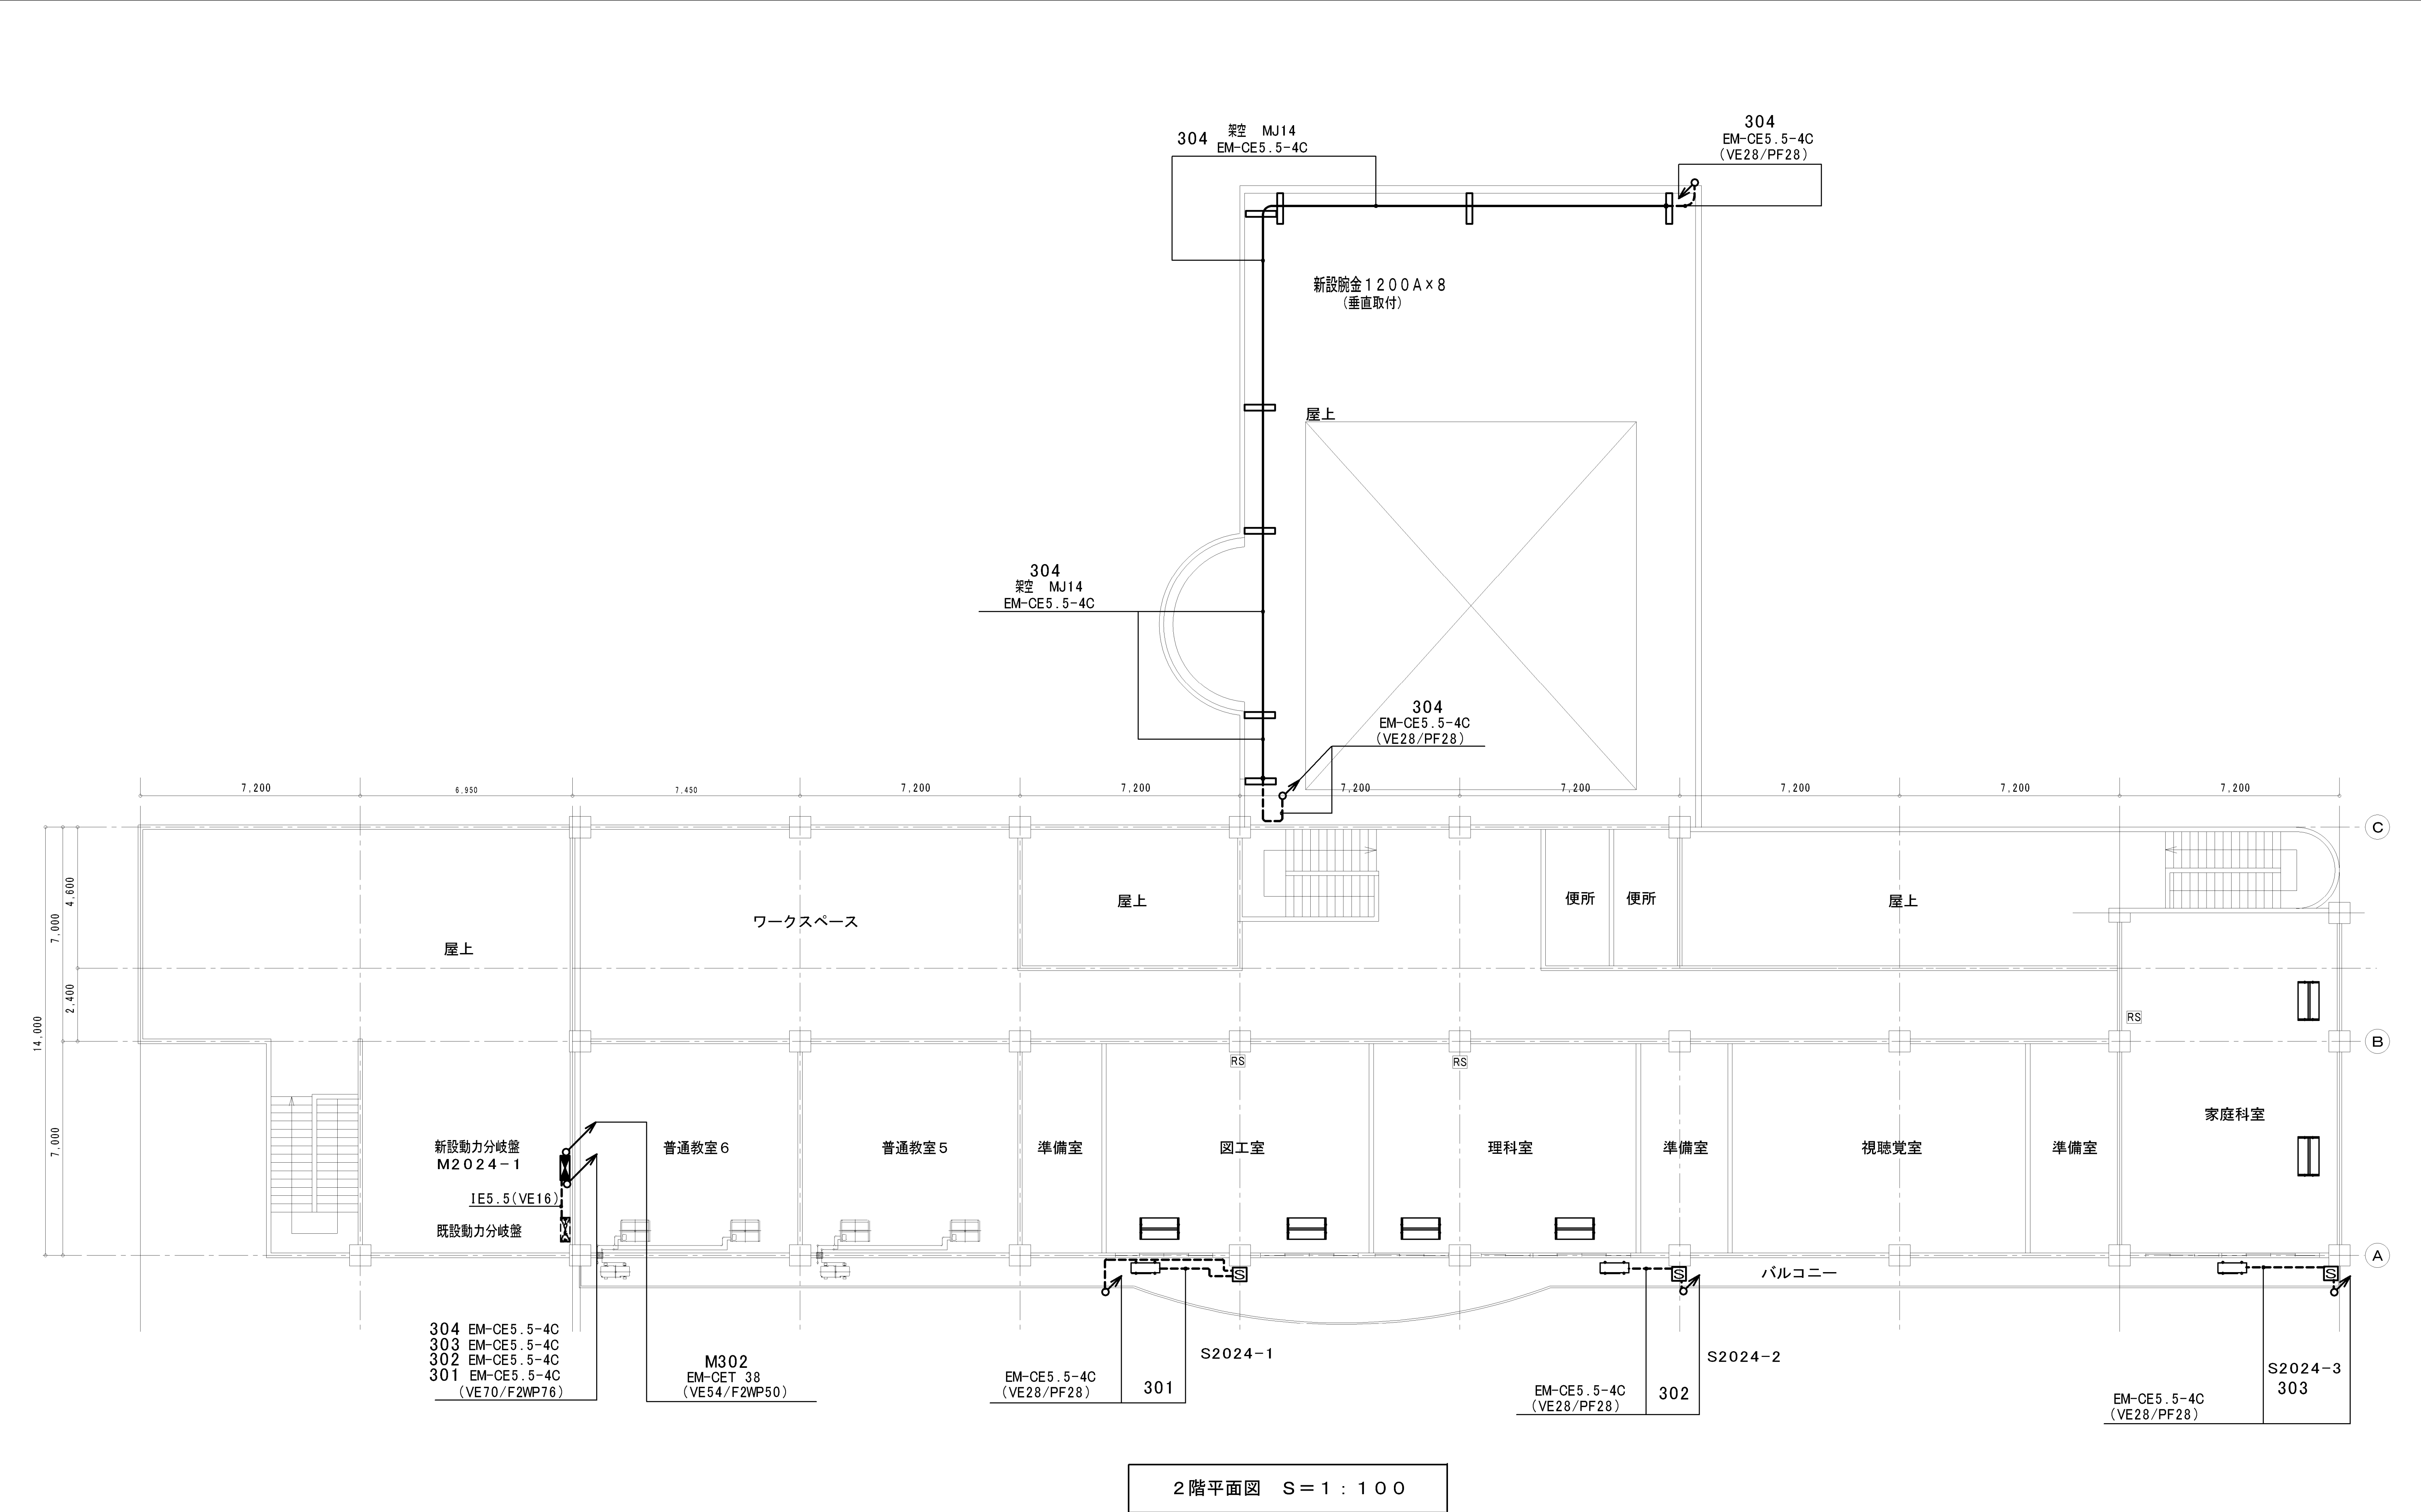 304
架空　MJ14
EM-CE5.5-4C
304
EM-CE5.5-4C
(VE28/PF28)
新設腕金１２００Ａ×８
(垂直取付)
屋上
304
架空　MJ14
EM-CE5.5-4C
304
EM-CE5.5-4C
(VE28/PF28)
7,200
6,950
7,450
7,200
7,200
7,200
7,200
7,200
7,200
7,200
C
4,600
7,000
2,400
14,000
7,000
屋上
ワークスペース
屋上
便所
便所
屋上
RS
B
RS
RS
家庭科室
新設動力分岐盤
M2024-1
IE5.5(VE16)
既設動力分岐盤
普通教室６
普通教室５
準備室
図工室
理科室
準備室
視聴覚室
準備室
A
バルコニー
S
S
S
304 EM-CE5.5-4C
303 EM-CE5.5-4C
302 EM-CE5.5-4C
301 EM-CE5.5-4C
(VE70/F2WP76)
M302
EM-CET 38
(VE54/F2WP50)
S2024-1
EM-CE5.5-4C
(VE28/PF28)
301
S2024-2
EM-CE5.5-4C
(VE28/PF28)
302
S2024-3
303
EM-CE5.5-4C
(VE28/PF28)
２階平面図　Ｓ＝１：１００